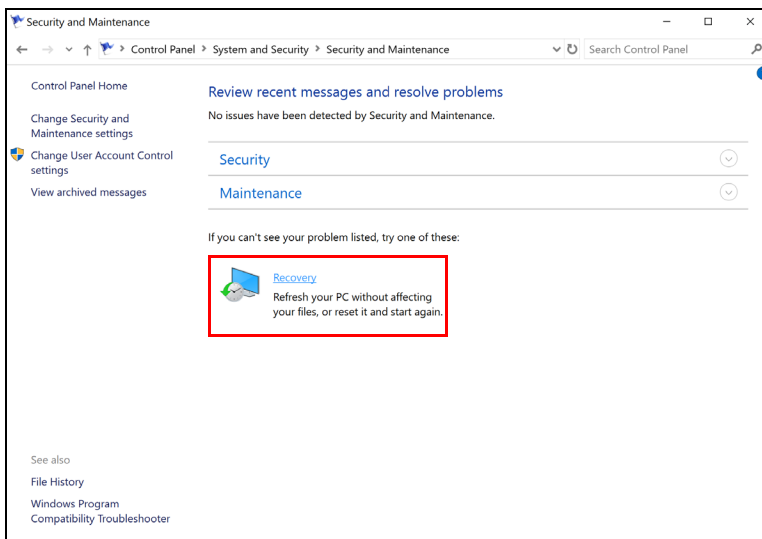 Security and Maintenance
Control Panel > System and Security > Security and Maintenance
Search Control Panel
Control Panel Home
Change Security and
Maintenance settings
Change User Account Control
settings
View archived messages
Review recent messages and resolve problems
No issues have been detected by Security and Maintenance.
Security
Maintenance
If you can't see your problem listed, try one of these:
Recovery
Refresh your PC without affecting
your files, or reset it and start again.
See also
File History
Windows Program
Compatibility Troubleshooter